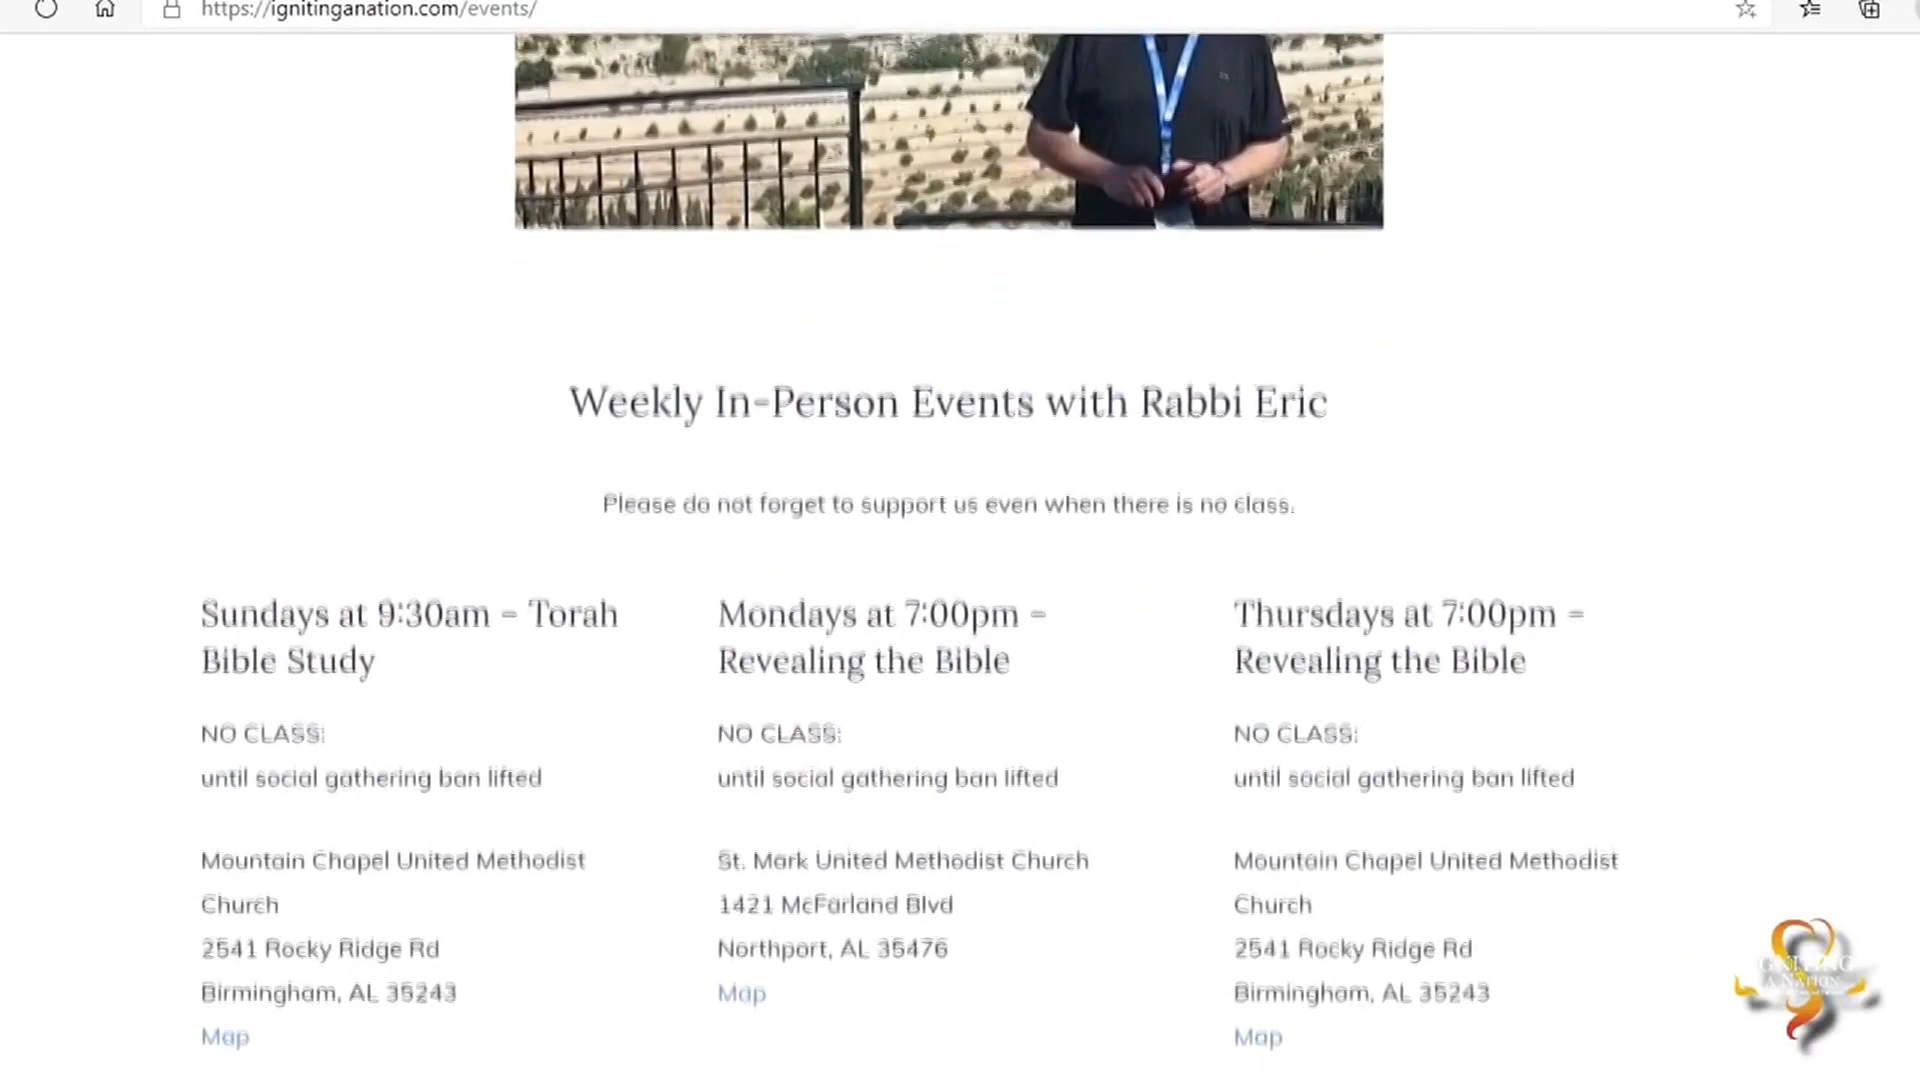 https://ignitinganation.com/events/
Weekly In-Person Events with Rabbi Eric
Please do not forget to support us even when there is no class.
Sundays at 9:30am – Torah
Bible Study
NO CLASS:
until social gathering ban lifted
Mountain Chapel United Methodist
Church
2541 Rocky Ridge Rd
Birmingham, AL 35243
Map
Mondays at 7:00pm –
Revealing the Bible
NO CLASS:
until social gathering ban lifted
St. Mark United Methodist Church
1421 McFarland Blvd
Northport, AL 35476
Map
Thursdays at 7:00pm –
Revealing the Bible
NO CLASS:
until social gathering ban lifted
Mountain Chapel United Methodist
Church
2541 Rocky Ridge Rd
Birmingham, AL 35243
Map
IGNITING
A NATION